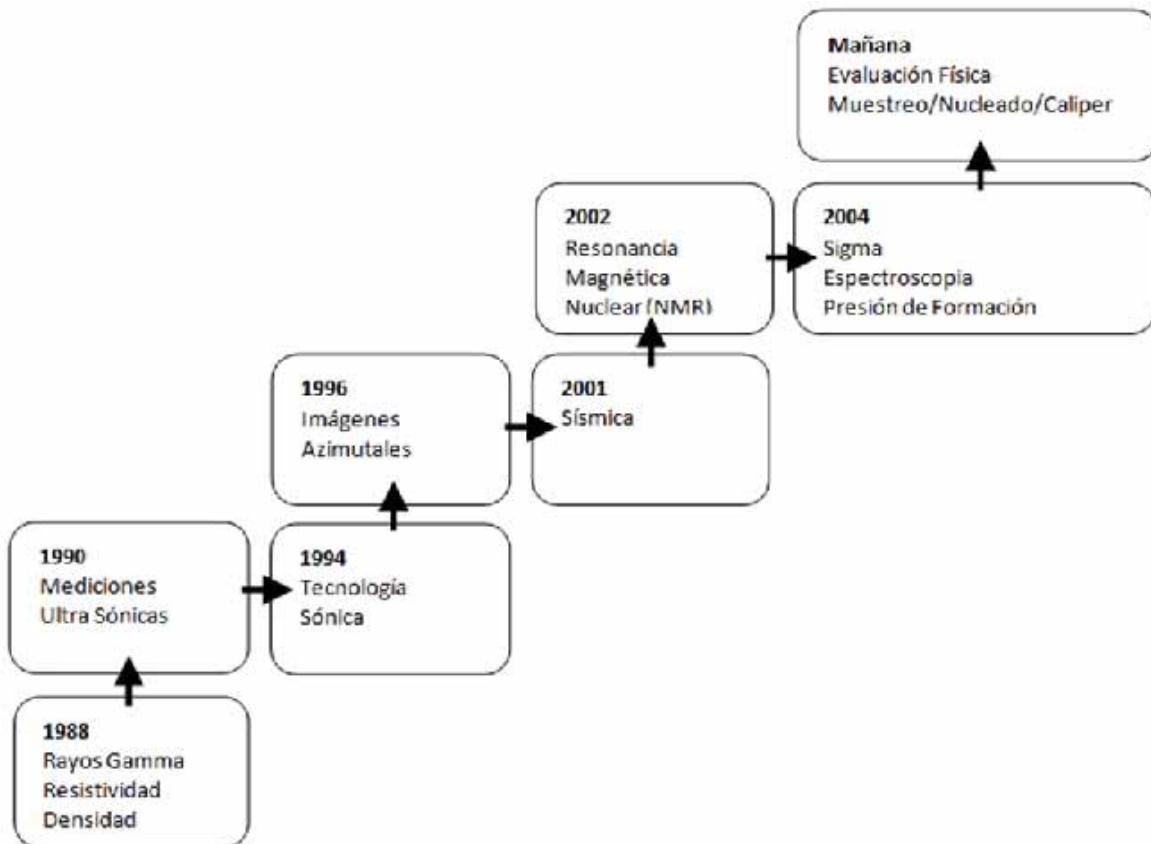 Mañana
Evaluación Física
Muestreo/Nucleado/Caliper
2002
Resonancia
Magnética
Nuclear (NMR)
2004
Sigma
Espectroscopia
Presión de Formación
1996
Imágenes
Azimutales
2001
Sísmica
1990
Mediciones
Ultra Sónicas
1994
Tecnología
Sónica
1988
Rayos Gamma
Resistividad
Densidad